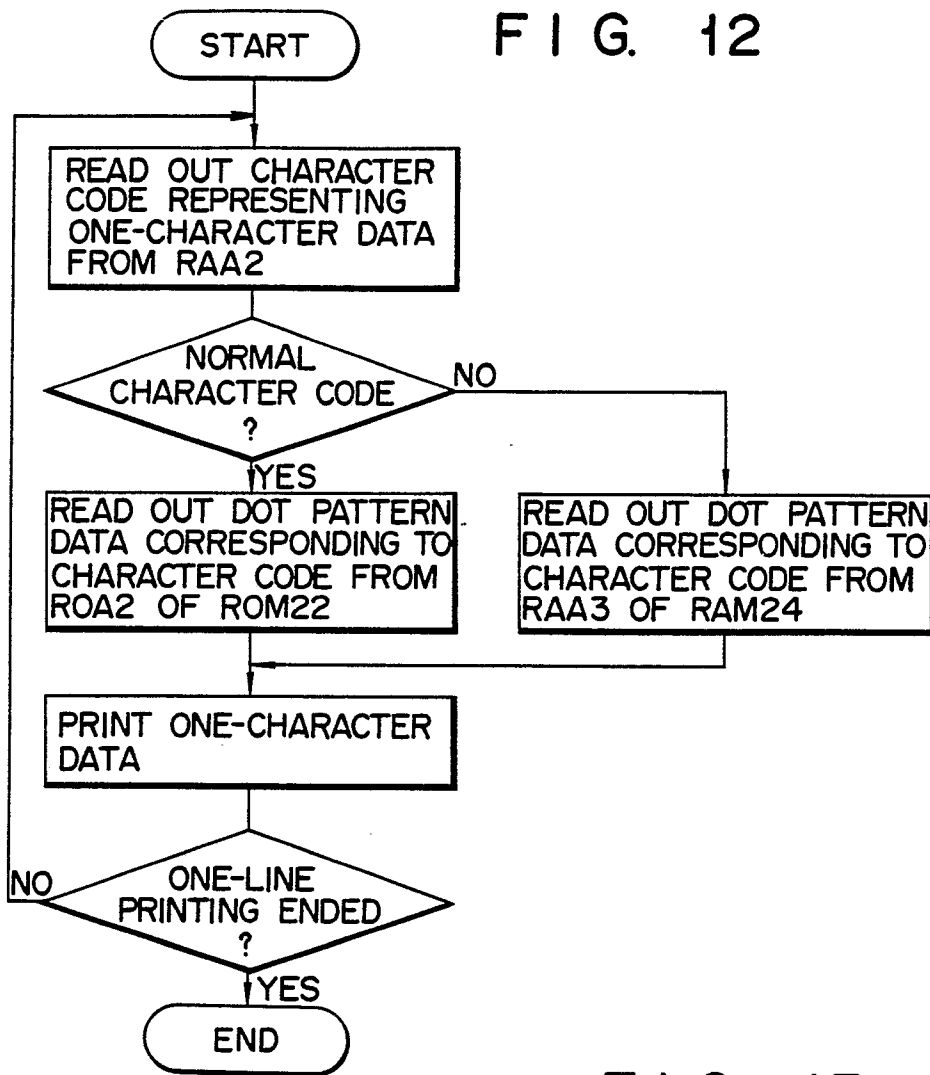 FIG. 12
START
READ OUT CHARACTER
CODE REPRESENTING
ONE-CHARACTER DATA
FROM RAA2
NORMAL
CHARACTER CODE
?
NO
YES
READ OUT DOT PATTERN
DATA CORRESPONDING TO
CHARACTER CODE FROM
ROA2 OF ROM22
READ OUT DOT PATTERN
DATA CORRESPONDING TO
CHARACTER CODE FROM
RAA3 OF RAM24
PRINT ONE-CHARACTER
DATA
NO
ONE-LINE
PRINTING ENDED
?
YES
END